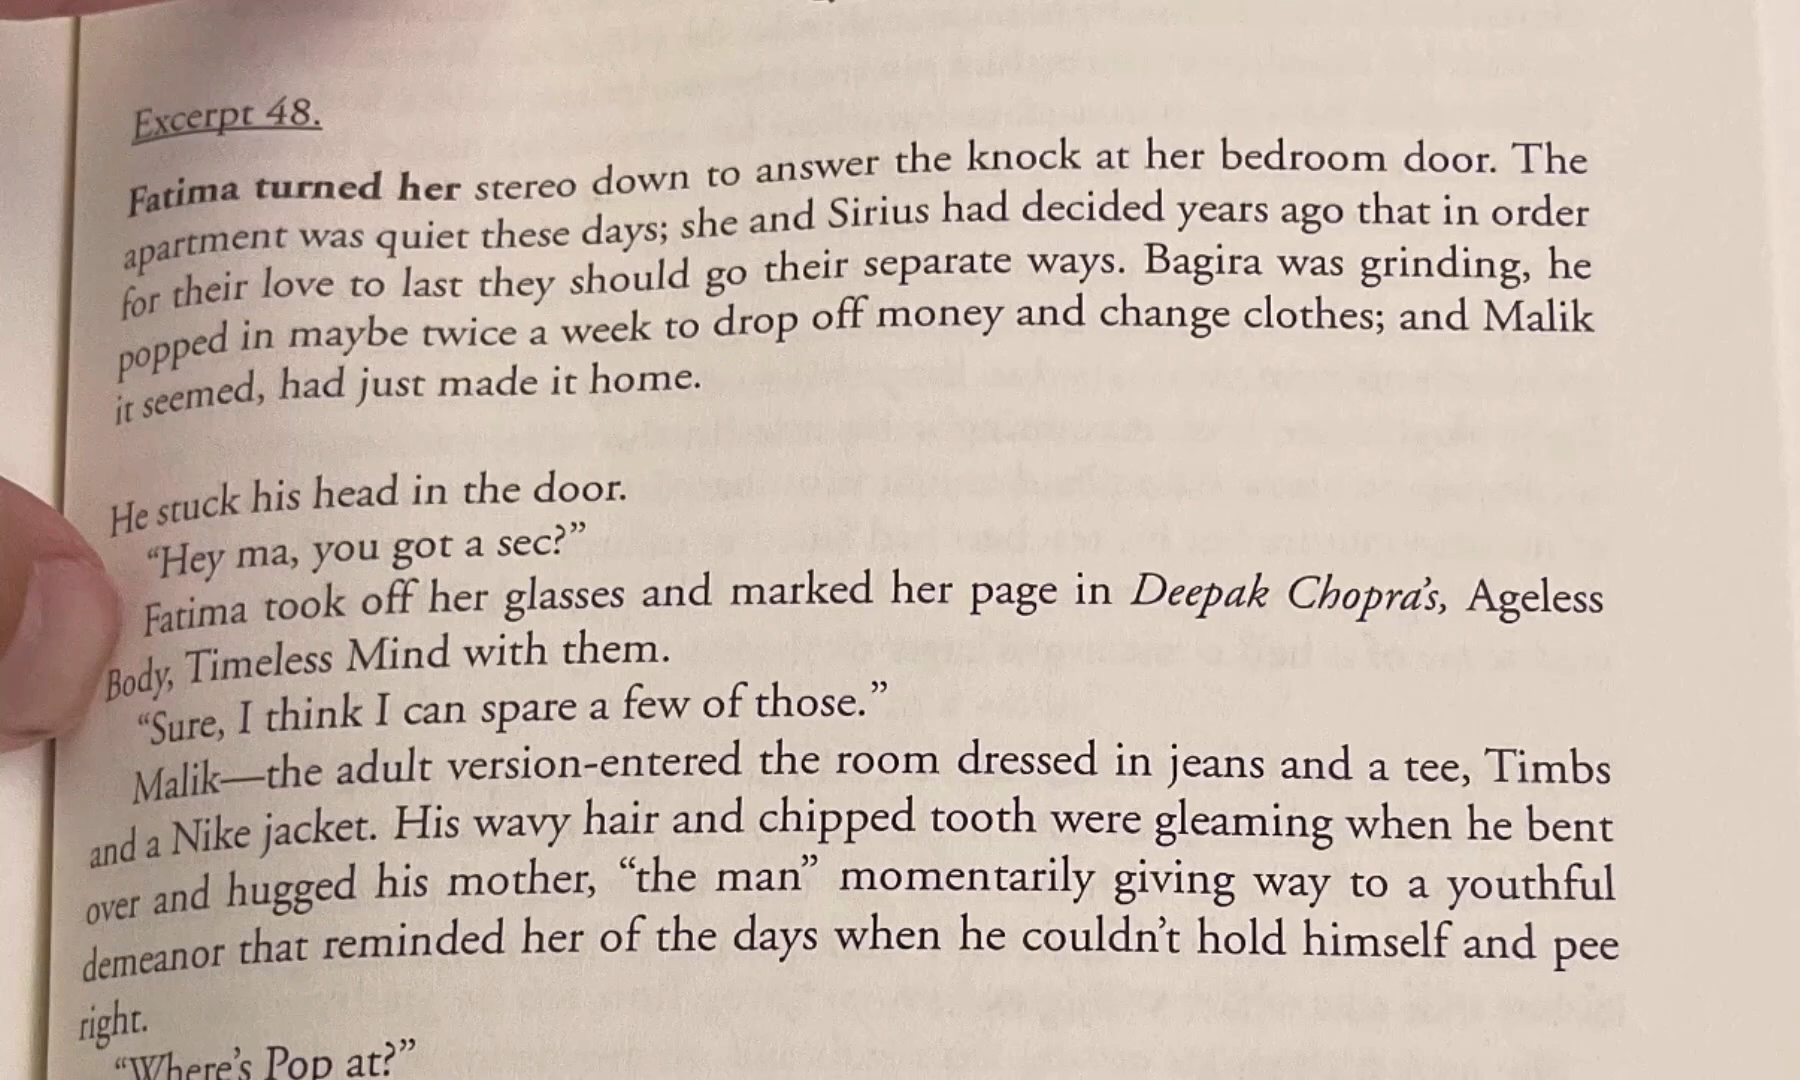 Excerpt 48.
Fatima turned her stereo down to answer the knock at her bedroom door. The
apartment was quiet these days; she and Sirius had decided years ago that in order
for their love to last they should go their separate ways. Bagira was grinding, he
popped in maybe twice a week to drop off money and change clothes; and Malik
it seemed, had just made it home.
He stuck his head in the door.
“Hey ma, you got a sec?”
Fatima took off her glasses and marked her page in Deepak Chopra’s, Ageless
Body, Timeless Mind with them.
“Sure, I think I can spare a few of those.”
Malik—the adult version-entered the room dressed in jeans and a tee, Timbs
and a Nike jacket. His wavy hair and chipped tooth were gleaming when he bent
over and hugged his mother, “the man” momentarily giving way to a youthful
demeanor that reminded her of the days when he couldn’t hold himself and pee
right.
“Where’s Pop at?”